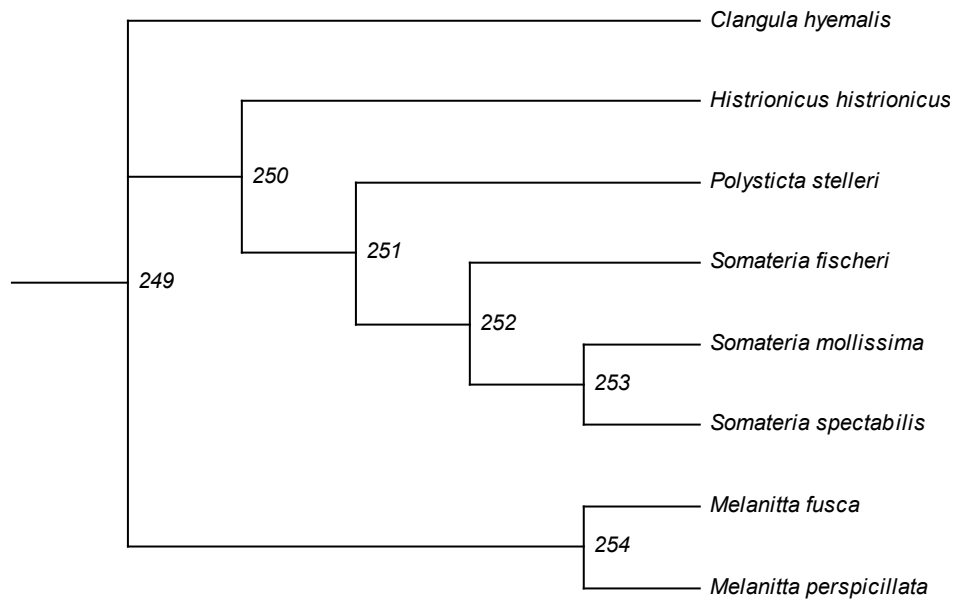 Clangula hyemalis
Histrionicus histrionicus
250
Polysticta stelleri
251
Somateria fischeri
249
252
Somateria mollissima
253
Somateria spectabilis
Melanitta fusca
254
Melanitta perspicillata